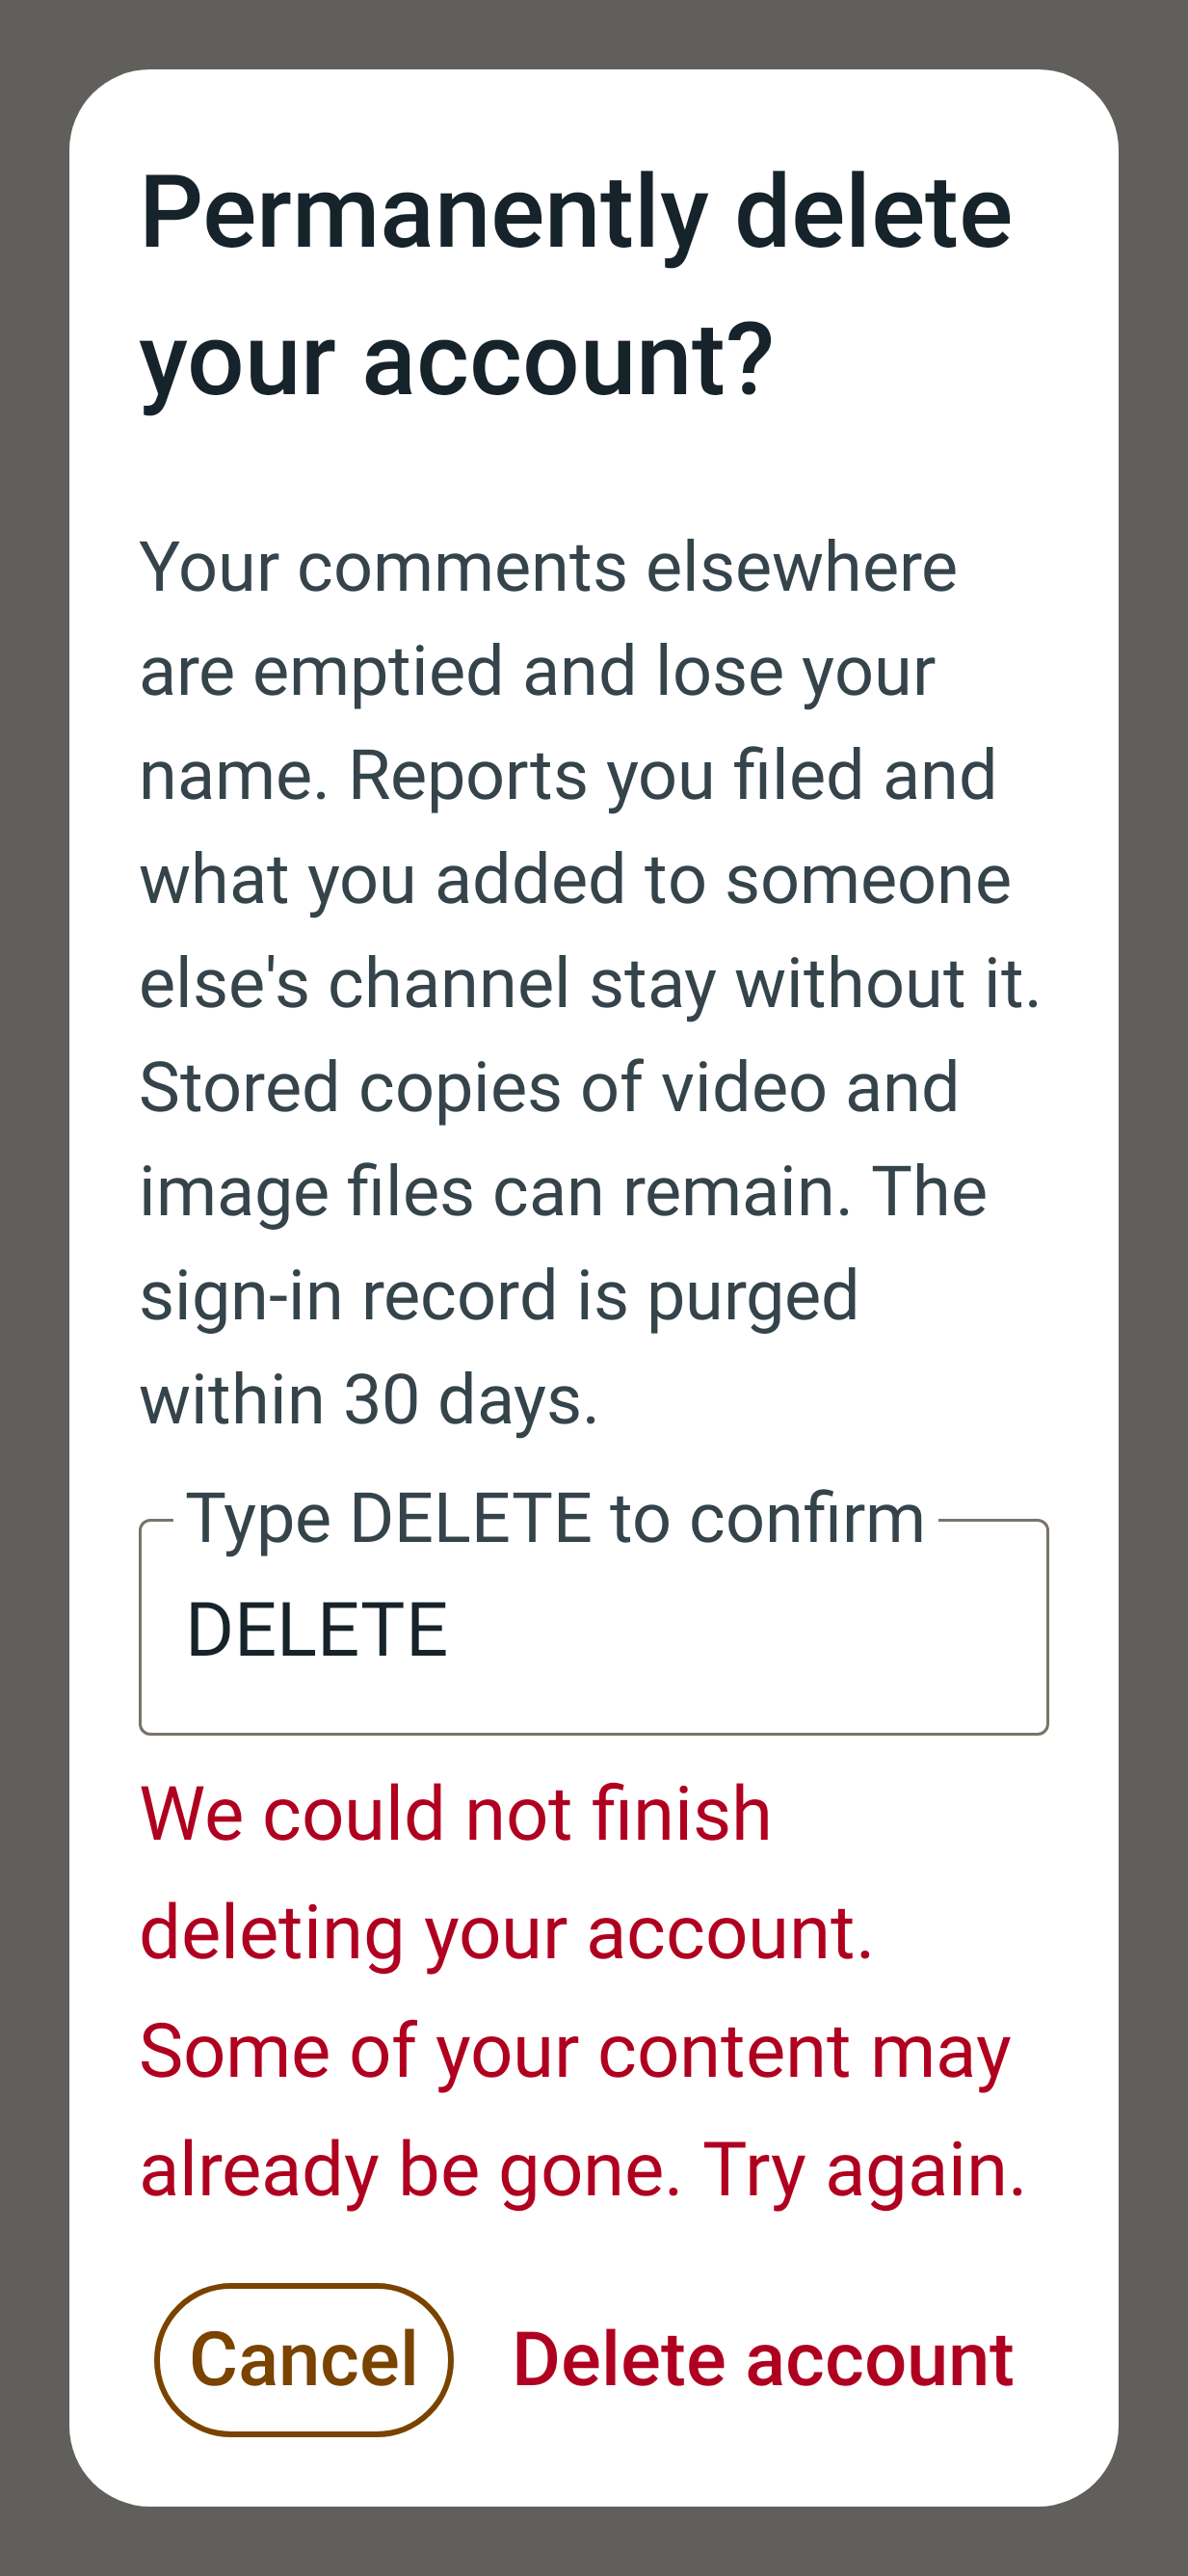 Permanently delete
your account?
Your comments elsewhere
are emptied and lose your
name. Reports you filed and
what you added to someone
else's channel stay without it.
Stored copies of video and
image files can remain. The
sign-in record is purged
within 30 days.
Type DELETE to confirm
DELETE
We could not finish
deleting your account.
Some of your content may
already be gone. Try again.
Cancel
Delete account